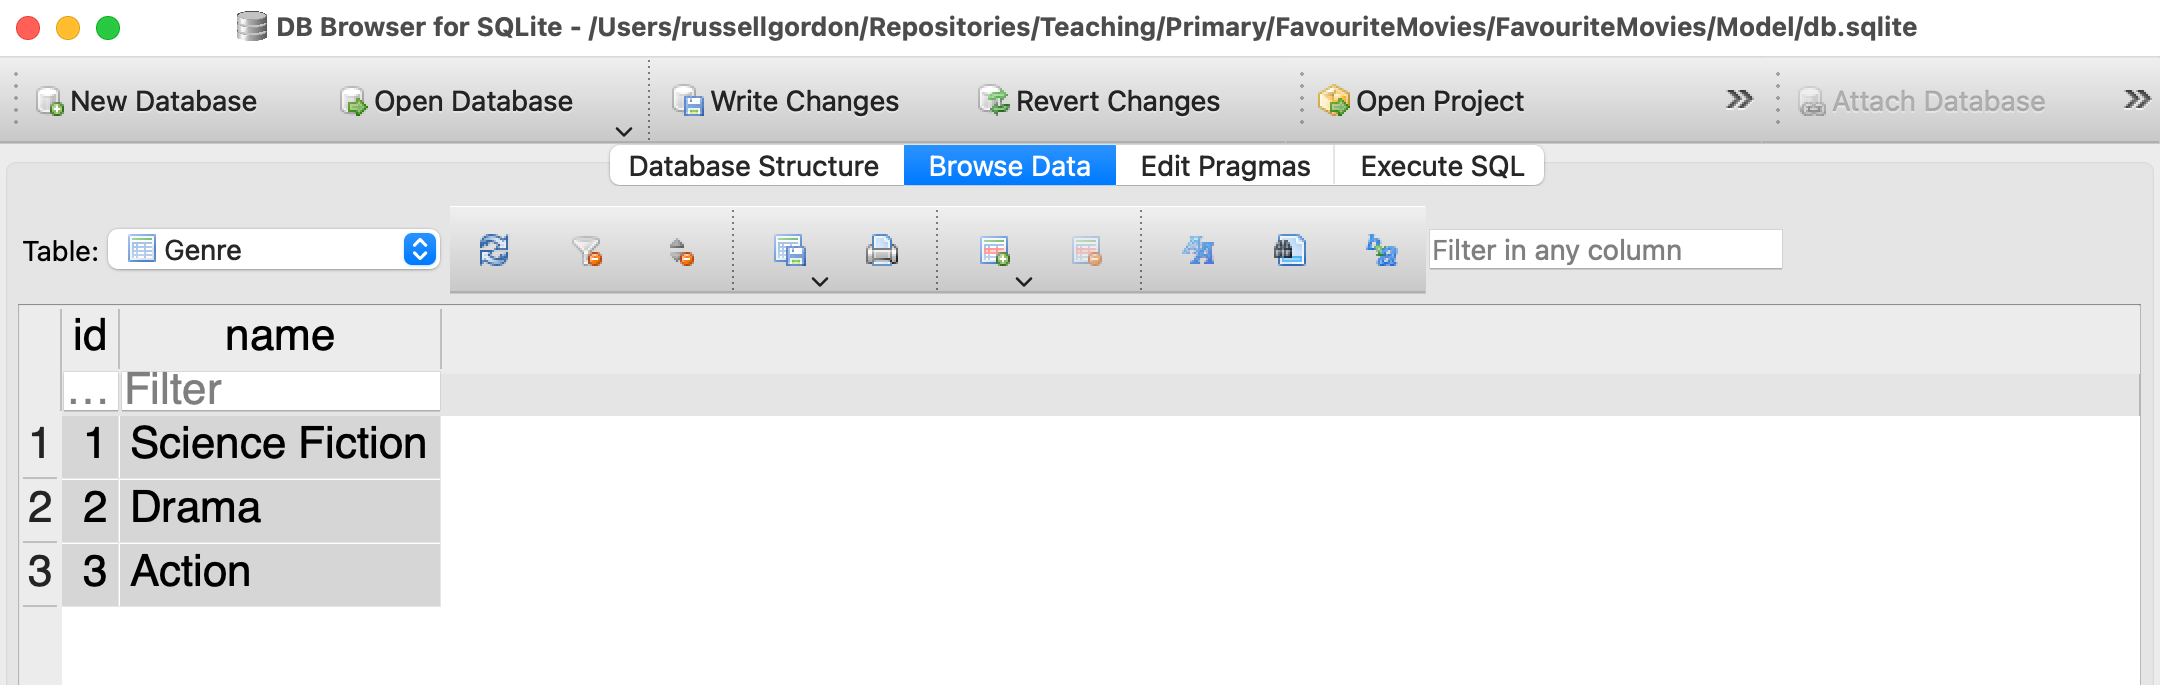 DB Browser for SQLite - /Users/russellgordon/Repositories/Teaching/Primary/FavouriteMovies/FavouriteMovies/Model/db.sqlite
New Database Open Database Write Changes Revert Changes Open Project Attach Database
Database Structure Browse Data Edit Pragmas Execute SQL
Table: Genre Filter in any column
id name
... Filter
1 1 Science Fiction
2 2 Drama
3 3 Action